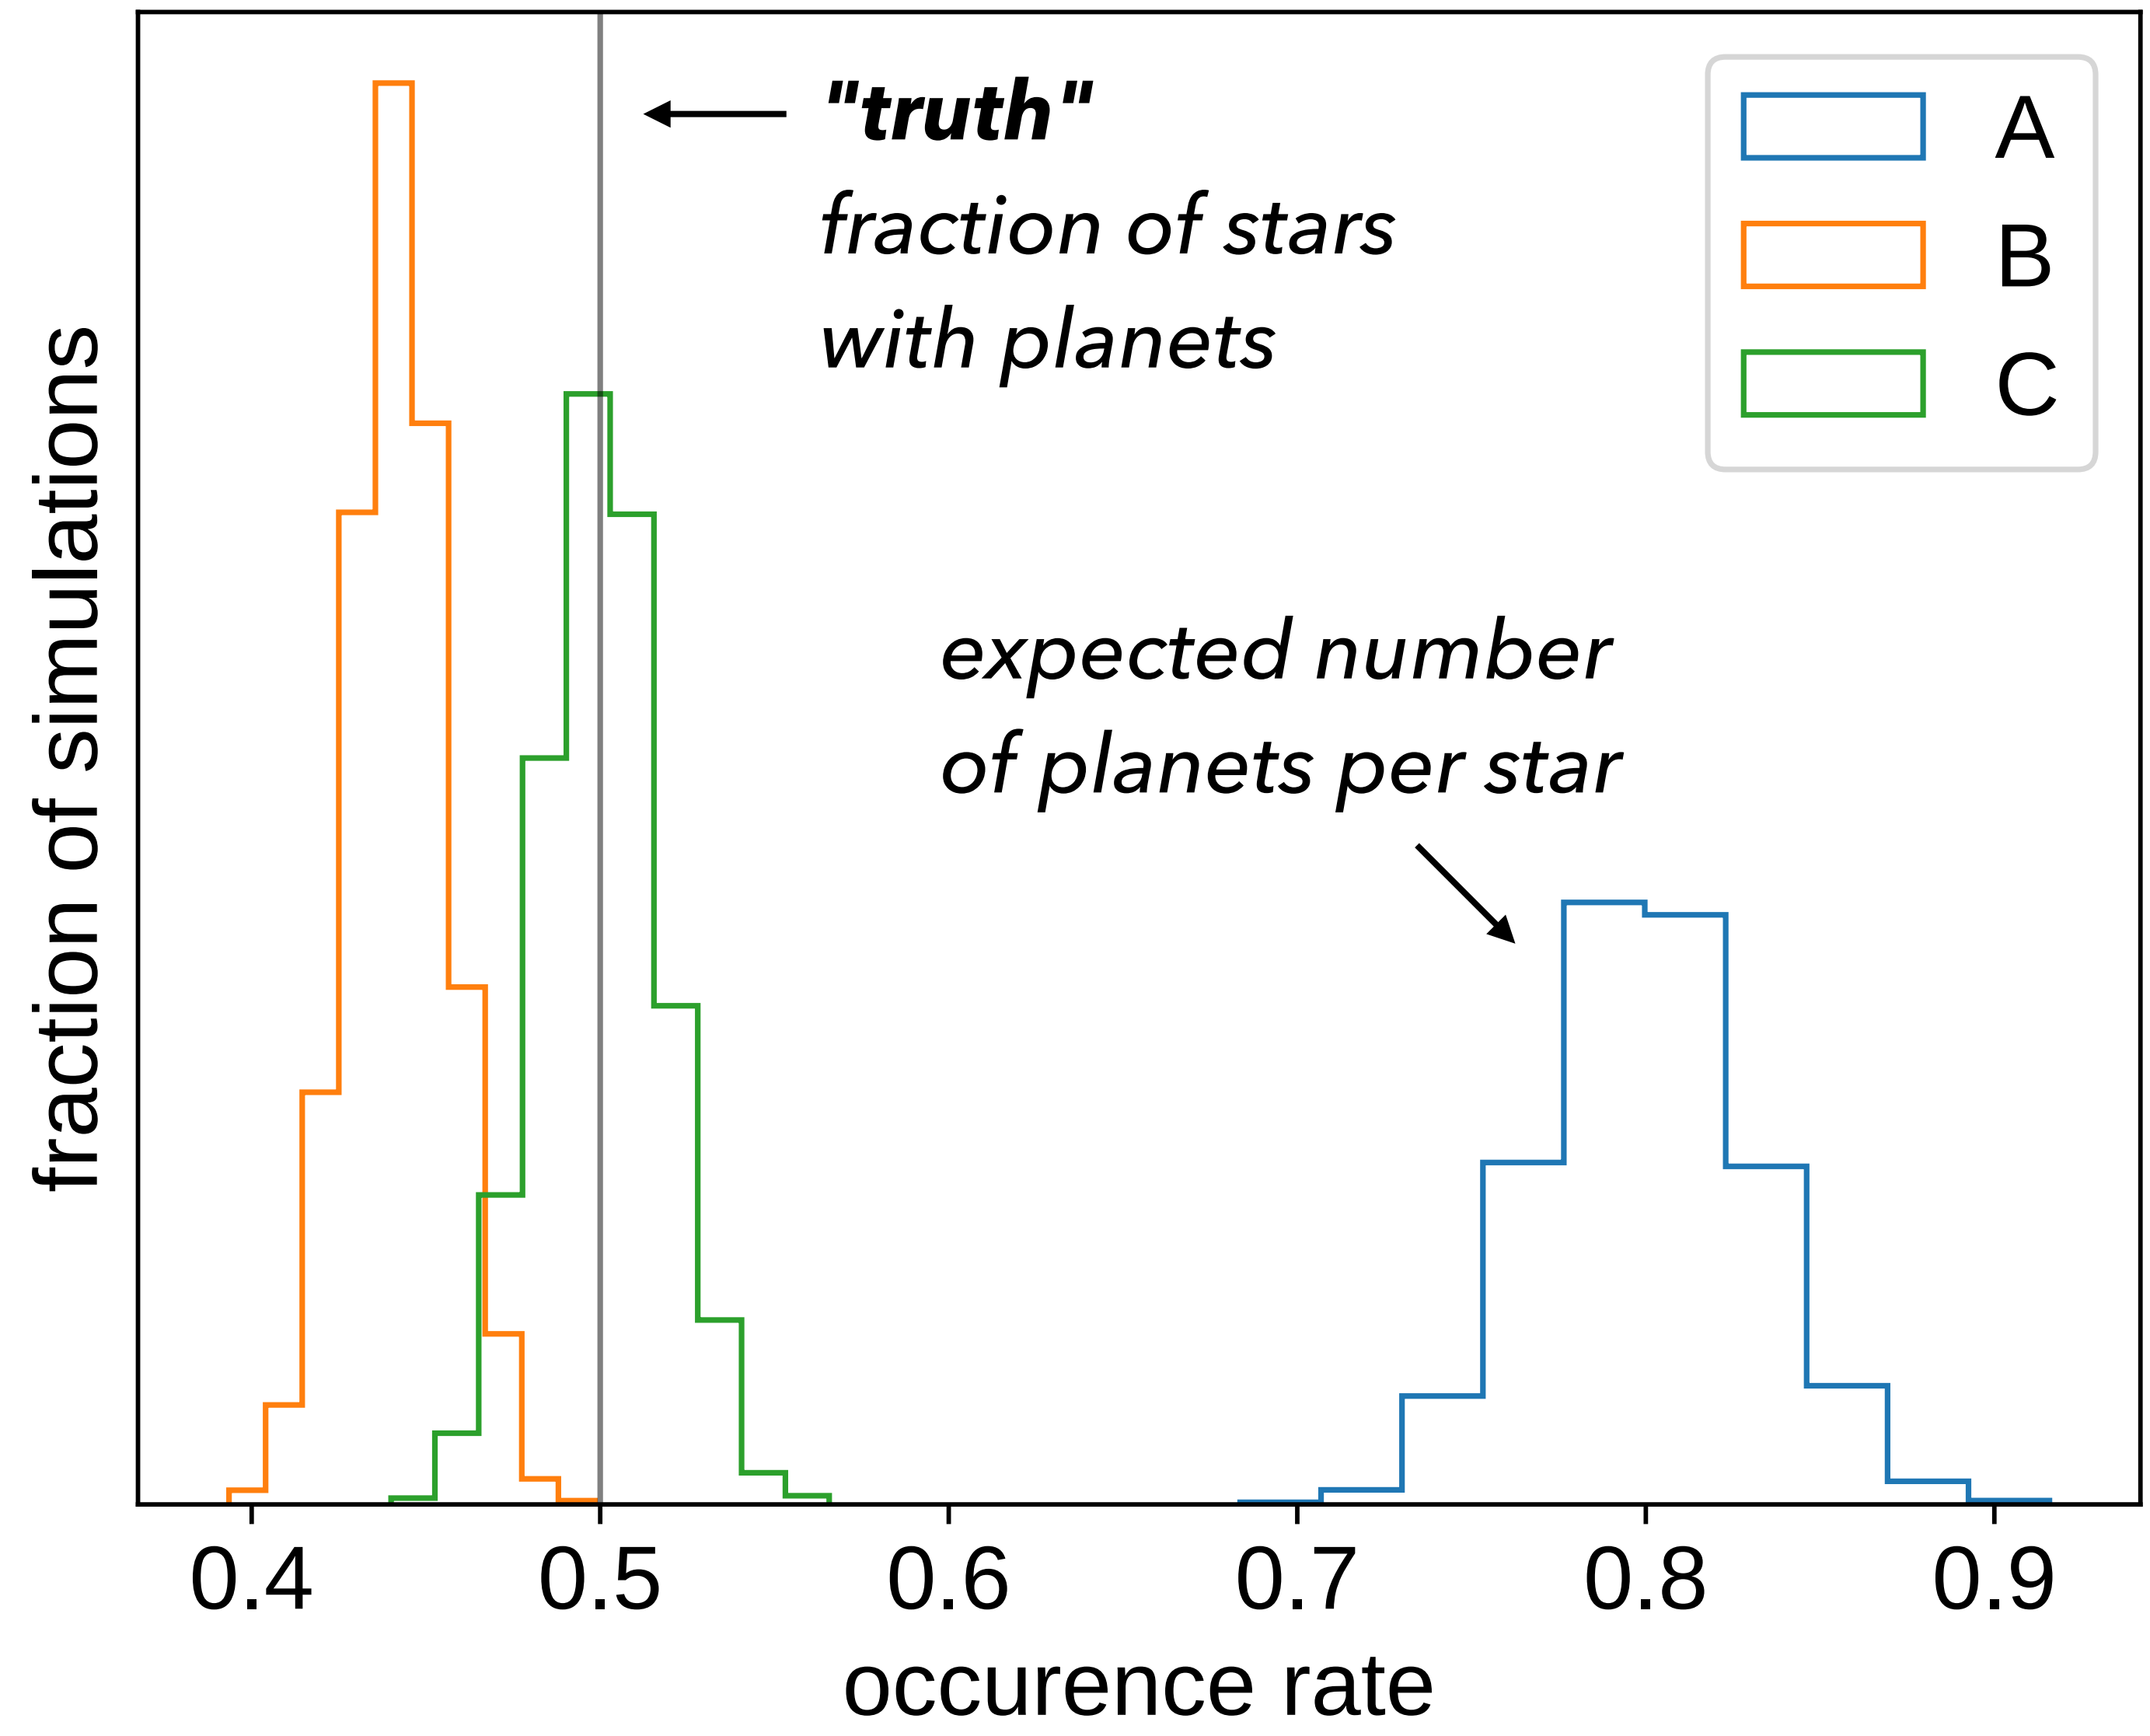 "truth"
fraction of stars
with planets
A
B
C
expected number
of planets per star
fraction of simulations
0.4 0.5 0.6 0.7 0.8 0.9
occurence rate